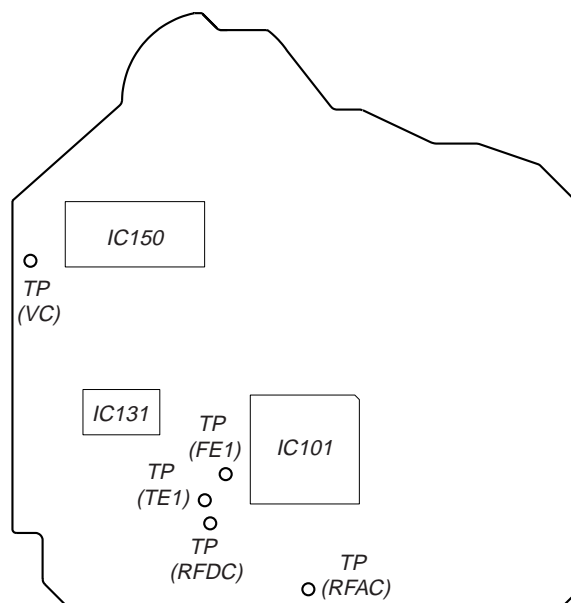 IC150
TP
(VC)
IC131
TP
(FE1)
IC101
TP
(TE1)
TP
(RFDC)
TP
(RFAC)